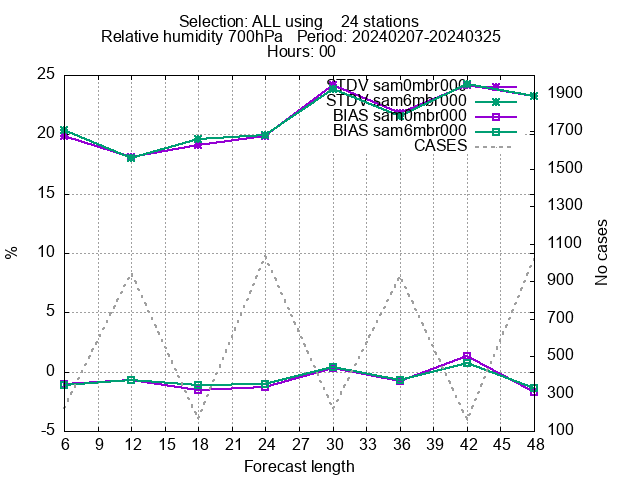 Selection: ALL using    24 stations
Relative humidity 700hPa   Period: 20240207-20240325
Hours: 00
STDV sam0mbr000
STDV sam6mbr000
BIAS sam0mbr000
BIAS sam6mbr000
CASES
25
20
15
10
5
0
-5
%
1900
1700
1500
1300
1100
900
700
500
300
100
No cases
6 9 12 15 18 21 24 27 30 33 36 39 42 45 48
Forecast length